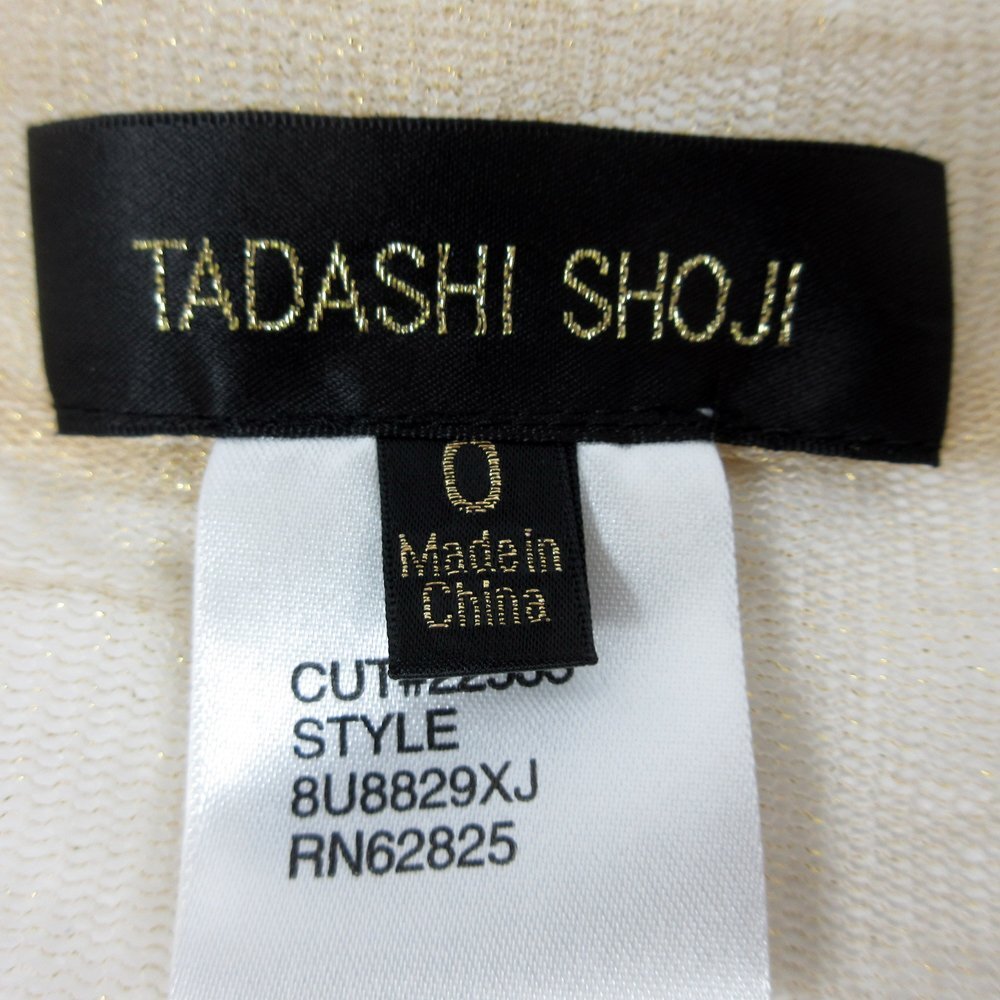 TADASHI SHOJI
0
Made in
China
STYLE
8U8829XJ
RN62825